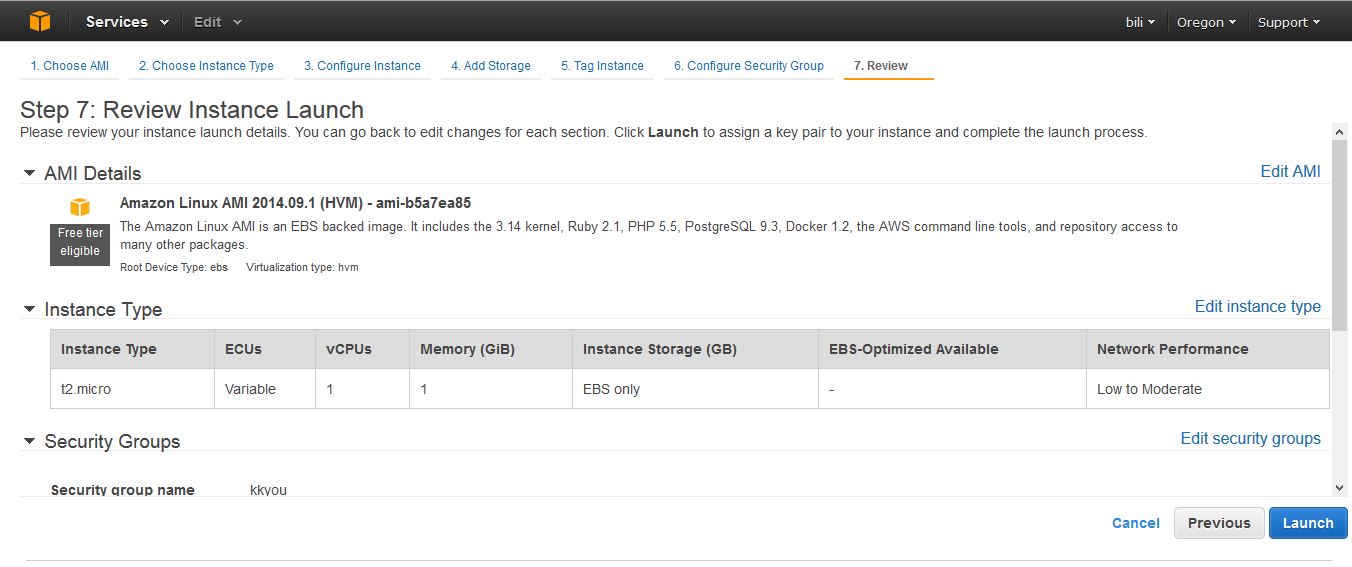 Services Edit bili Oregon Support
1. Choose AMI 2. Choose Instance Type 3. Configure Instance 4. Add Storage 5. Tag Instance 6. Configure Security Group 7. Review
Step 7: Review Instance Launch
Please review your instance launch details. You can go back to edit changes for each section. Click Launch to assign a key pair to your instance and complete the launch process.
AMI Details Edit AMI
Amazon Linux AMI 2014.09.1 (HVM) - ami-b5a7ea85
Free tier
eligible
The Amazon Linux AMI is an EBS backed image. It includes the 3.14 kernel, Ruby 2.1, PHP 5.5, PostgreSQL 9.3, Docker 1.2, the AWS command line tools, and repository access to
many other packages.
Root Device Type: ebs Virtualization type: hvm
Instance Type Edit instance type
Instance Type ECUs vCPUs Memory (GiB) Instance Storage (GB) EBS-Optimized Available Network Performance
t2.micro Variable 1 1 EBS only - Low to Moderate
Security Groups Edit security groups
Security group name kkyou
Cancel Previous Launch